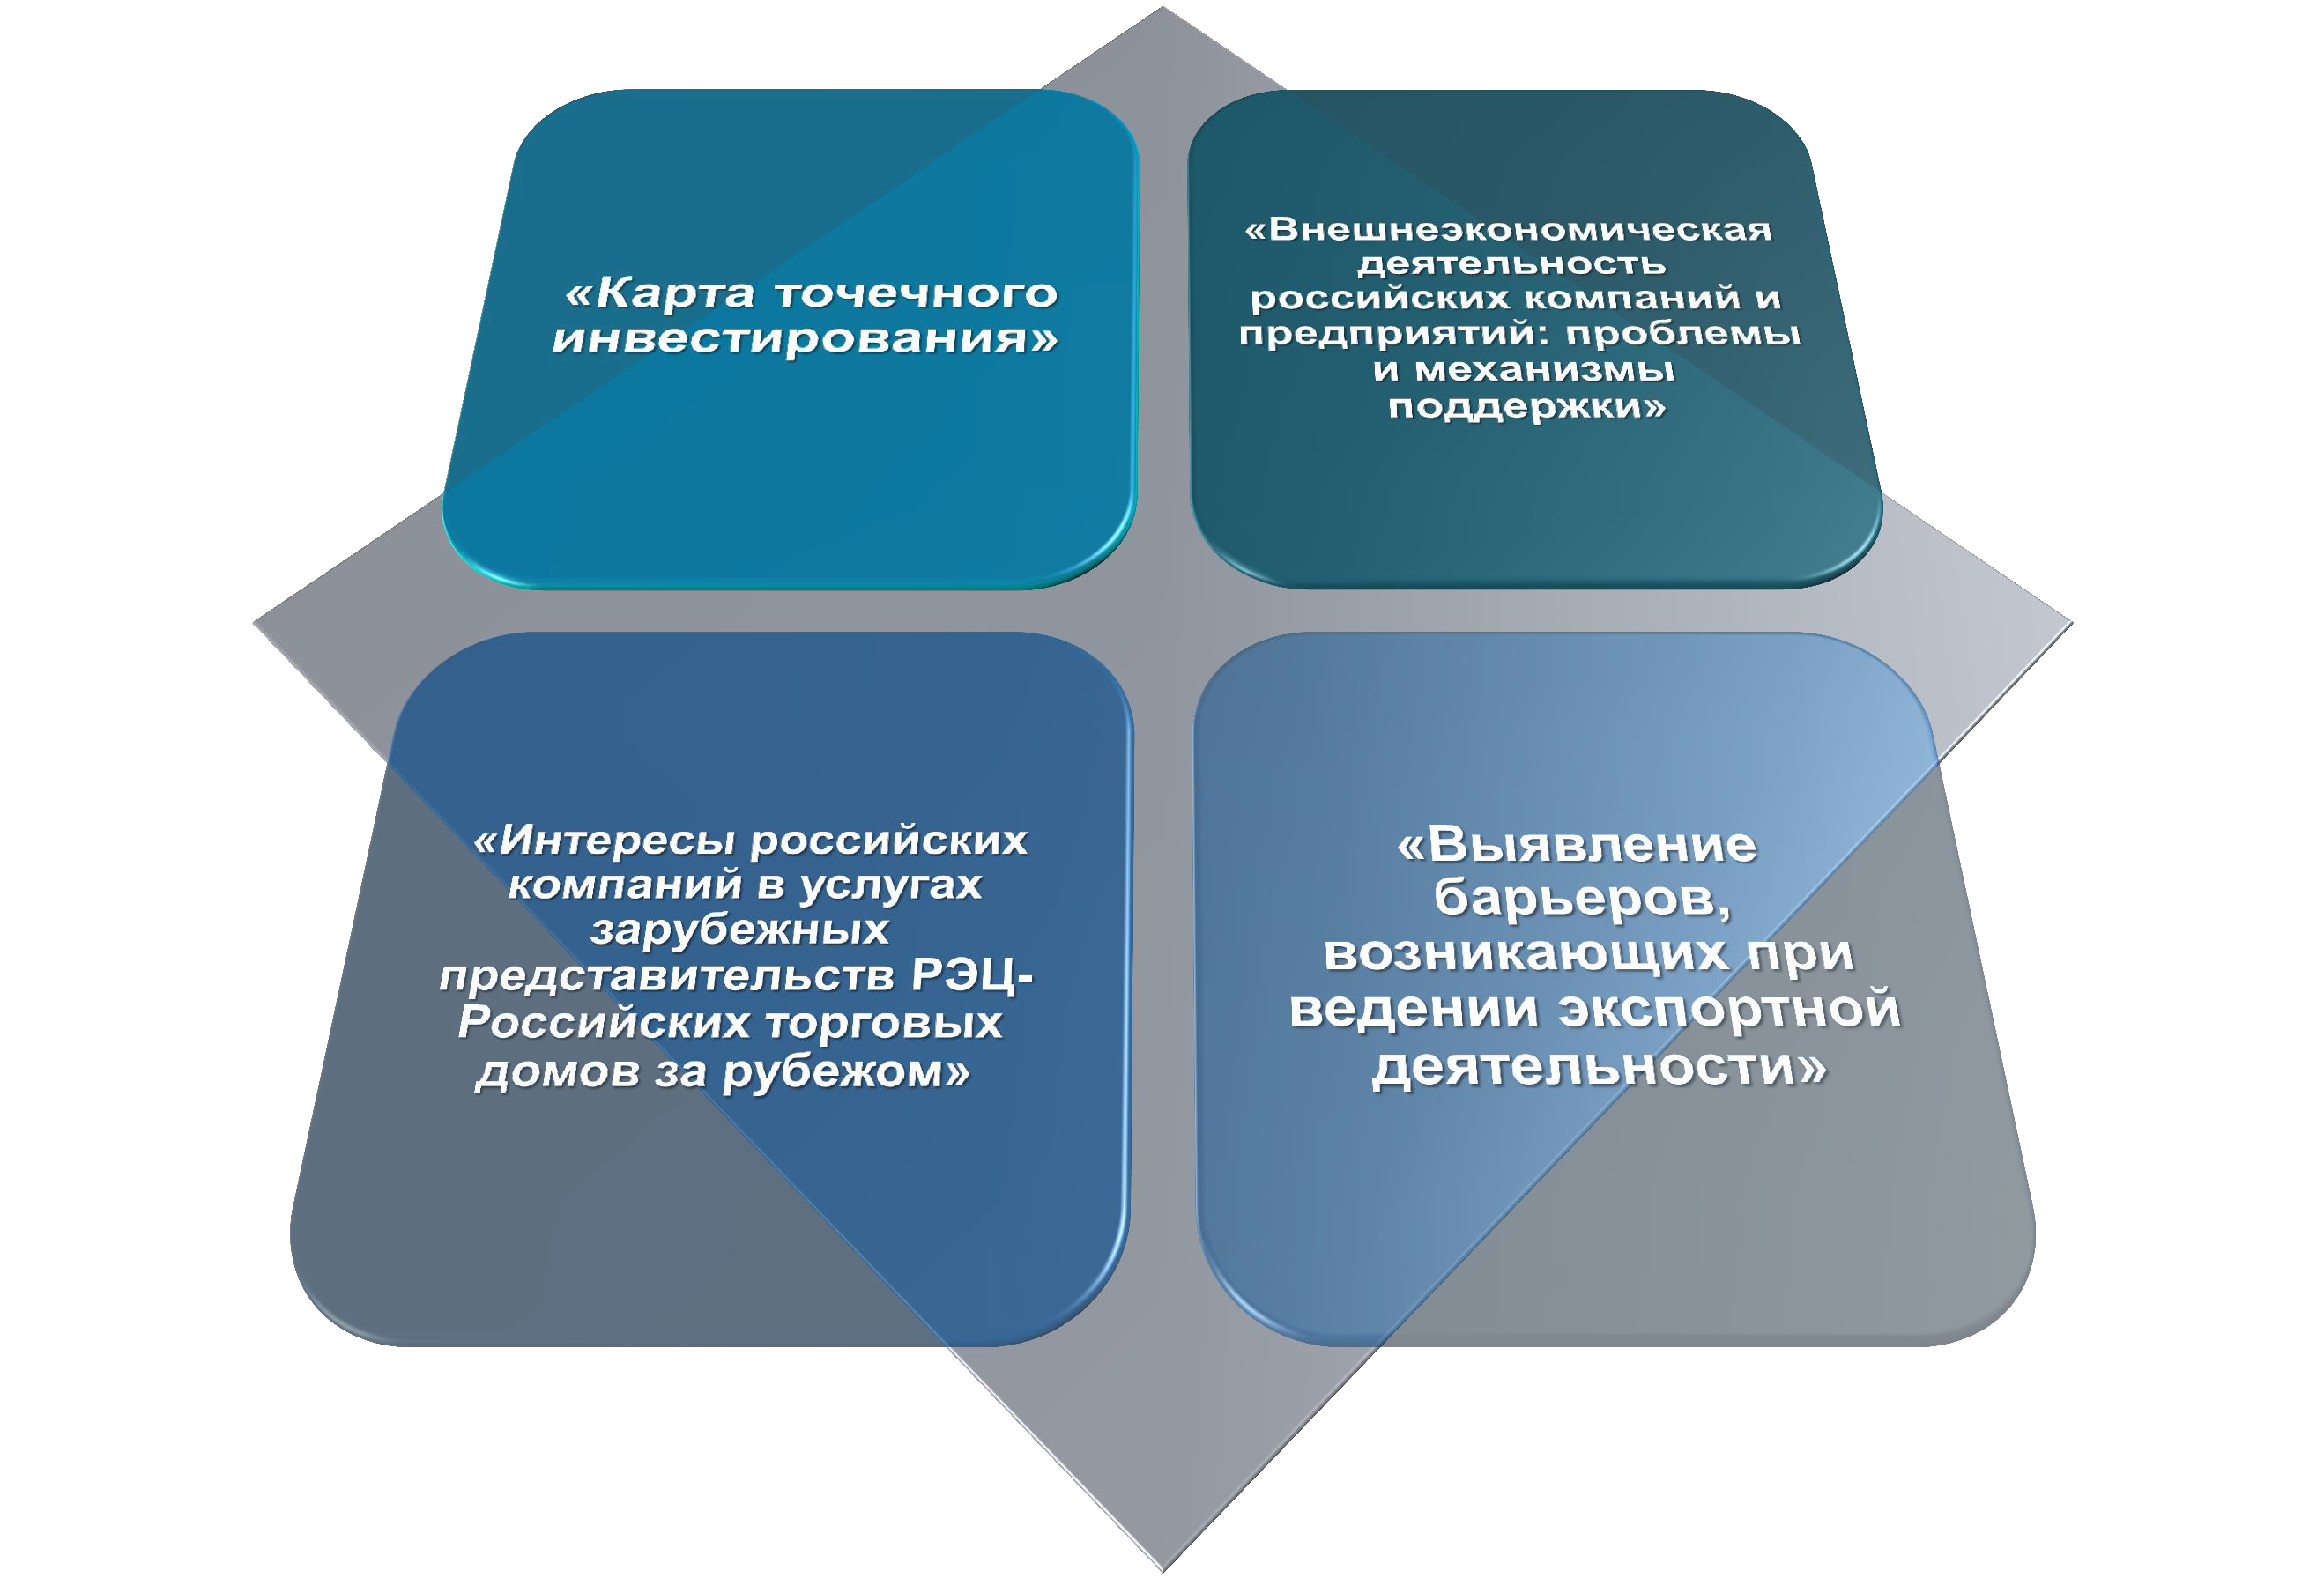 «Карта точечного
инвестирования»
«Внешнеэкономическая
деятельность
российских компаний и
предприятий: проблемы
и механизмы
поддержки»
«Интересы российских
компаний в услугах
зарубежных
представительств РЭЦ-
Российских торговых
домов за рубежом»
«Выявление
барьеров,
возникающих при
ведении экспортной
деятельности»